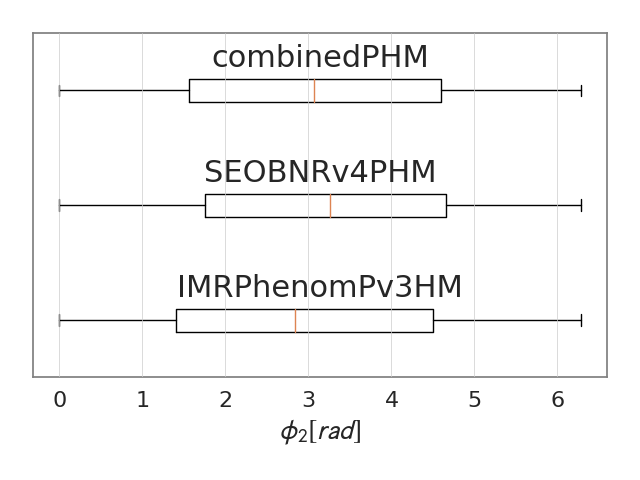 combinedPHM
SEOBNRv4PHM
IMRPhenomPv3HM
0 1 2 3 4 5 6
ϕ₂[rad]